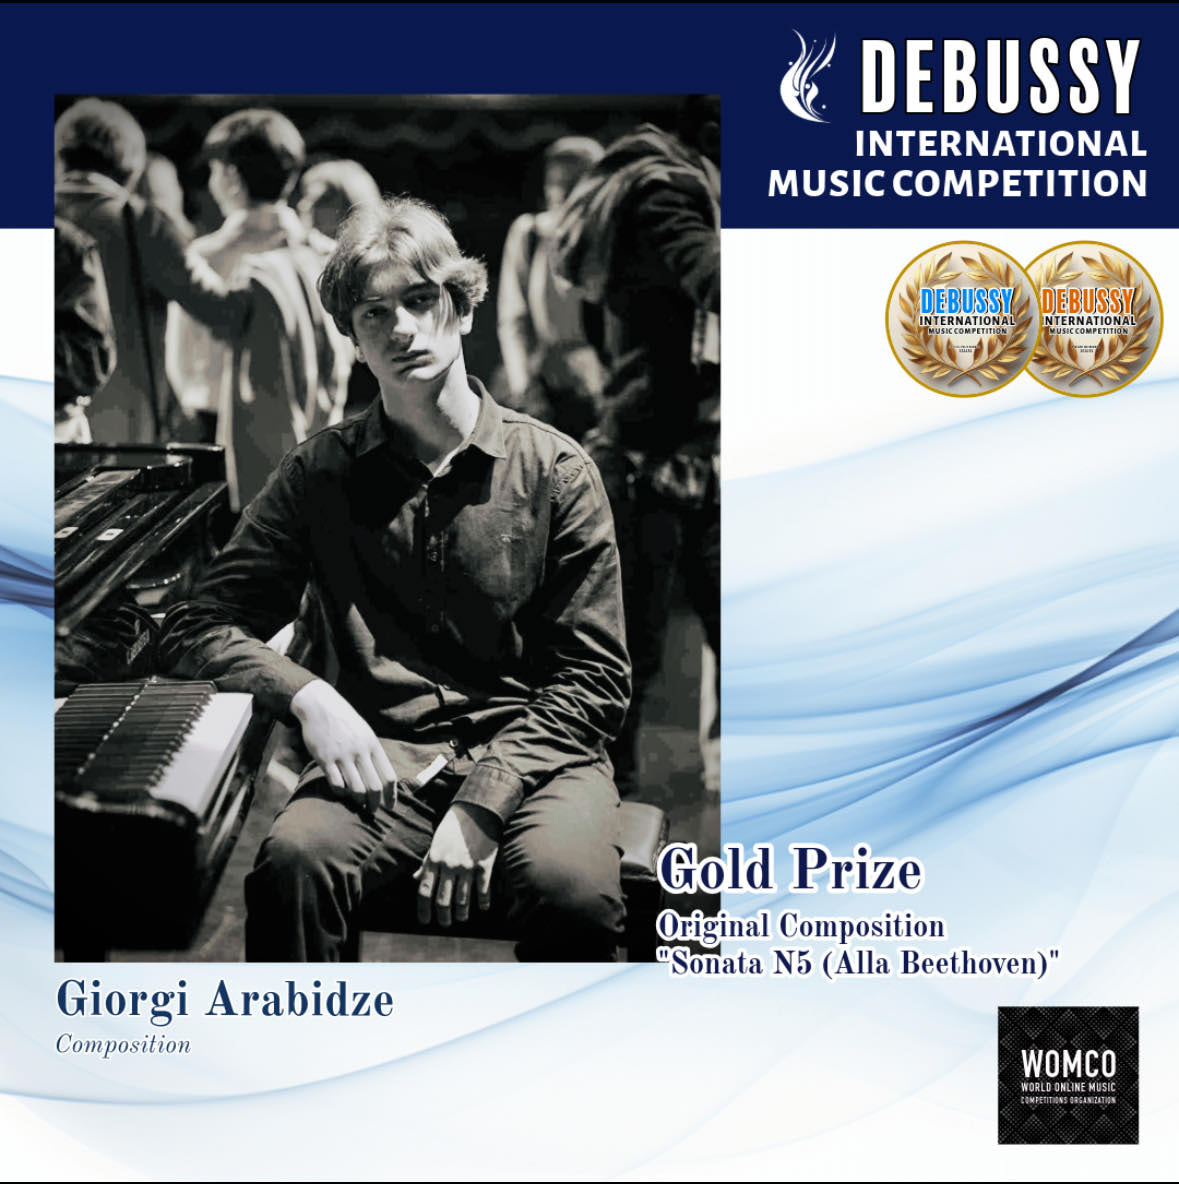 DEBUSSY
INTERNATIONAL
MUSIC COMPETITION
DEBUSSY
INTERNATIONAL
MUSIC COMPETITION
DEBUSSY
INTERNATIONAL
MUSIC COMPETITION
Gold Prize
Original Composition
"Sonata N5 (Alla Beethoven)"
Giorgi Arabidze
Composition
WOMCO
WORLD ONLINE MUSIC
COMPETITIONS ORGANIZATION